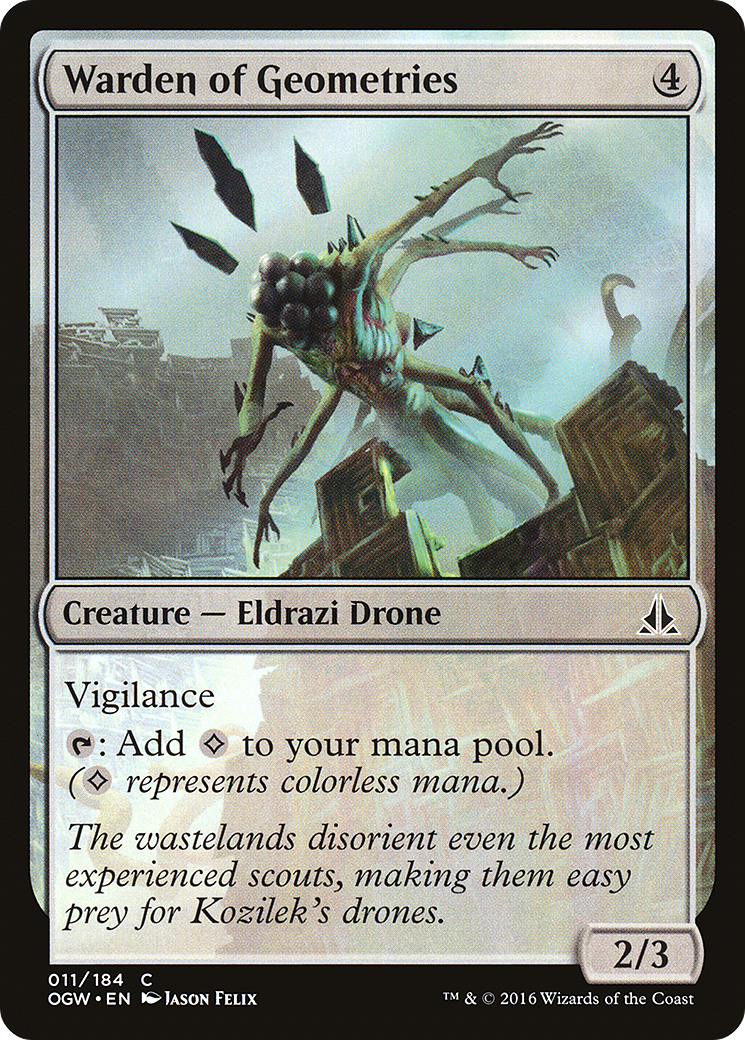 Warden of Geometries 4
Creature — Eldrazi Drone
Vigilance
: Add to your mana pool.
( represents colorless mana.)
The wastelands disorient even the most
experienced scouts, making them easy
prey for Kozilek's drones.
2/3
011/184 C
OGW • EN Jason Felix
™ & © 2016 Wizards of the Coast